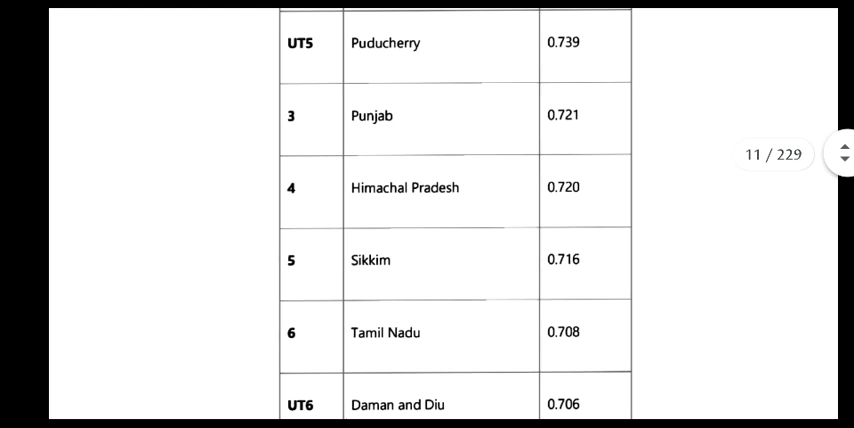 UT5 Puducherry 0.739
3 Punjab 0.721
11 / 229
4 Himachal Pradesh 0.720
5 Sikkim 0.716
6 Tamil Nadu 0.708
UT6 Daman and Diu 0.706